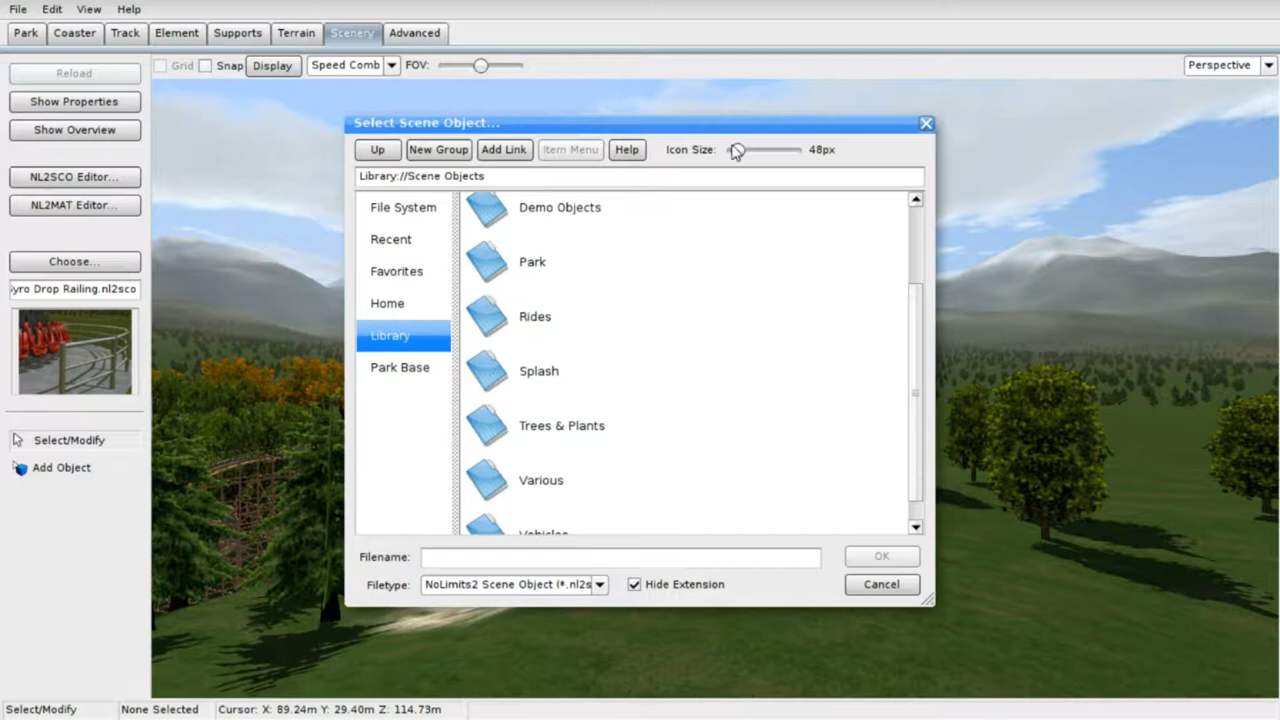 File Edit View Help
Park Coaster Track Element Supports Terrain Scenery Advanced
Reload
Grid Snap Display Speed Comb FOV: Perspective
Show Properties
Show Overview
NL2SCO Editor...
NL2MAT Editor...
Choose...
yro Drop Railing.nl2sco
Select/Modify
Add Object
Select Scene Object...
Up New Group Add Link Item Menu Help Icon Size: 48px
Library://Scene Objects
File System
Recent
Favorites
Home
Library
Park Base
Demo Objects
Park
Rides
Splash
Trees & Plants
Various
Vehicles
Filename: OK
Filetype: NoLimits2 Scene Object (*.nl2s Hide Extension Cancel
Select/Modify None Selected Cursor: X: 89.24m Y: 29.40m Z: 114.73m